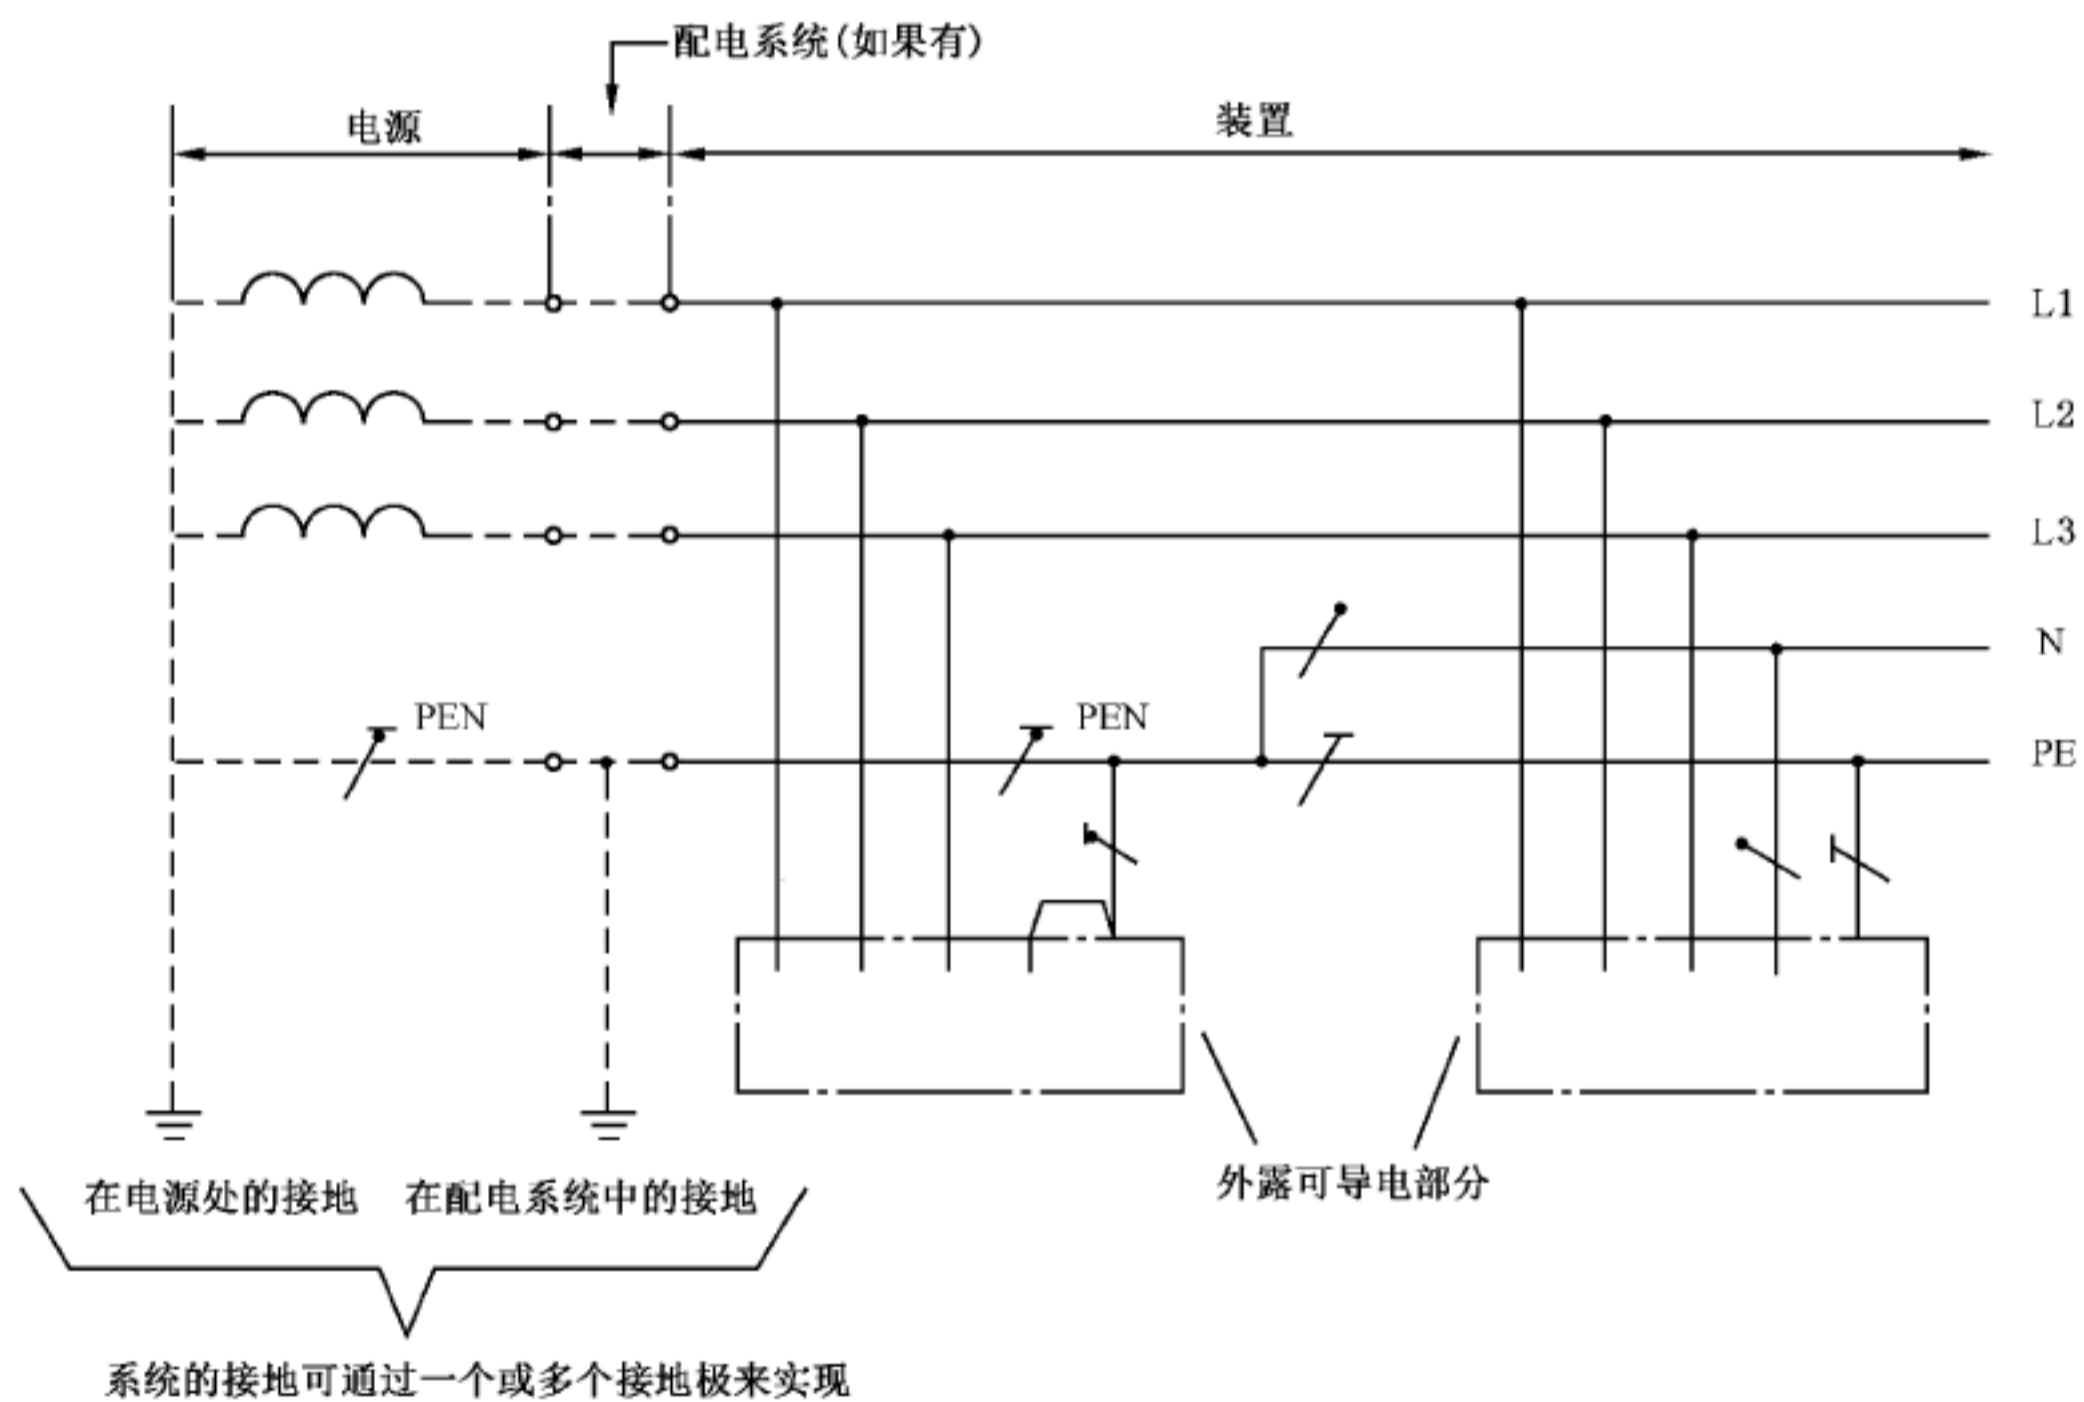 配电系统(如果有)
电源
装置
L1
L2
L3
N
PEN
PEN
PE
外露可导电部分
在电源处的接地
在配电系统中的接地
系统的接地可通过一个或多个接地极来实现